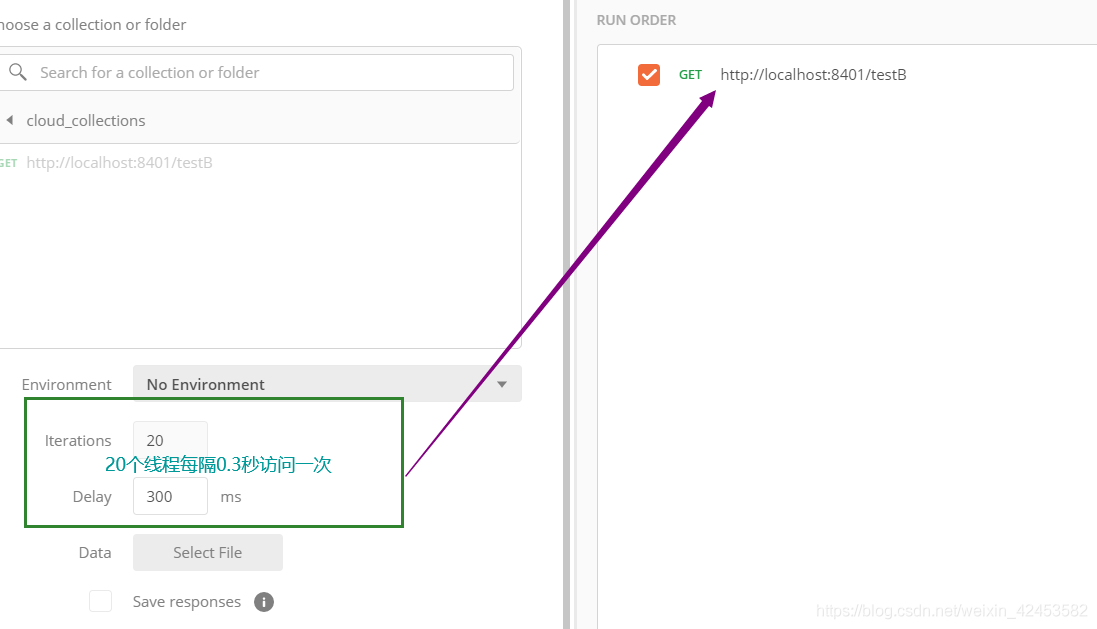 hoose a collection or folder
Search for a collection or folder
cloud_collections
GET http://localhost:8401/testB
Environment No Environment
Iterations 20
20个线程每隔0.3秒访问一次
Delay 300 ms
Data Select File
Save responses i
RUN ORDER
GET http://localhost:8401/testB
https://blog.csdn.net/weixin_42453582